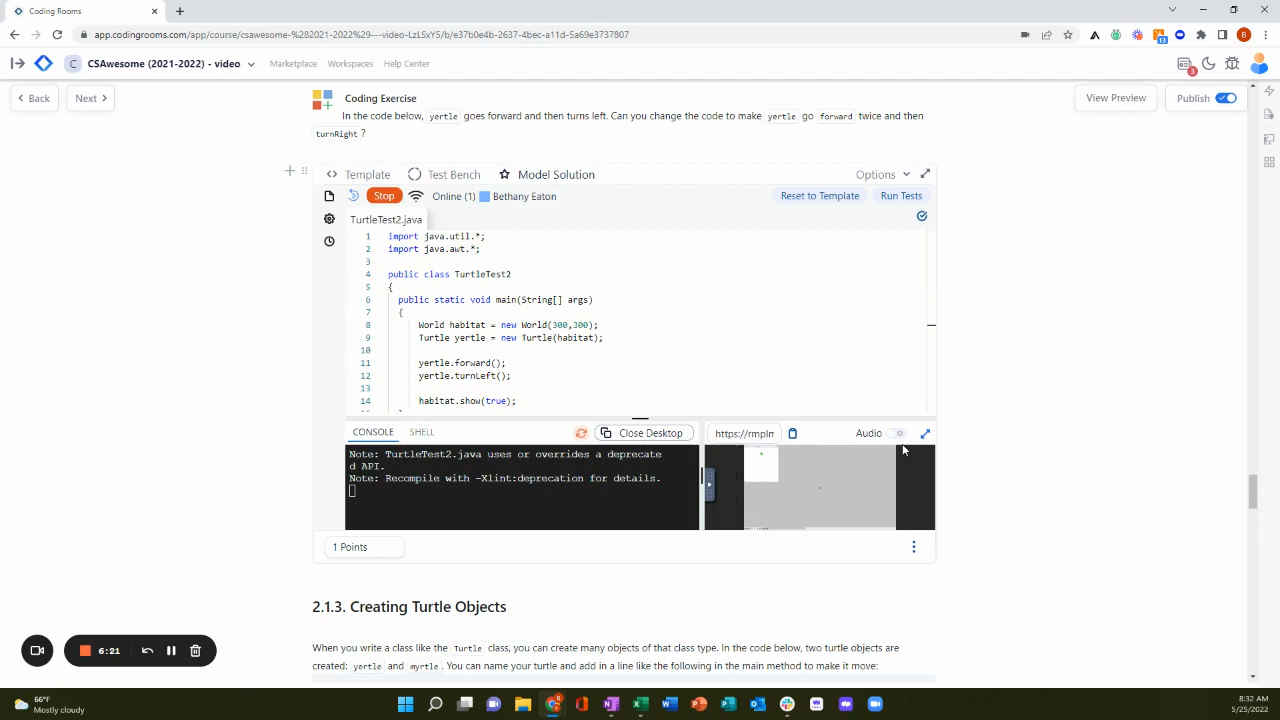 Coding Rooms
app.codingrooms.com/app/course/csawesome-%282021-2022%29---video-LzLSxY5/b/e37b0e4b-2637-4bec-a11d-5a69e3637807
13
B
C
CSAwesome (2021-2022) - video
Marketplace
Workspaces
Help Center
3
Back
Next
Coding Exercise
View Preview
Publish
In the code below, yertle goes forward and then turns left. Can you change the code to make yertle go forward twice and then
turnRight ?
Template
Test Bench
Model Solution
Options
Stop
Online (1)
Bethany Eaton
Reset to Template
Run Tests
TurtleTest2.java
1 import java.util.*;
2 import java.awt.*;
3
4 public class TurtleTest2
5 {
6 public static void main(String[] args)
7 {
8 World habitat = new World(300,300);
9 Turtle yertle = new Turtle(habitat);
10
11 yertle.forward();
12 yertle.turnLeft();
13
14 habitat.show(true);
CONSOLE
SHELL
Close Desktop
https://rmpln
Audio
Note: TurtleTest2.java uses or overrides a deprecate
d API.
Note: Recompile with -Xlint:deprecation for details.
1 Points
2.1.3. Creating Turtle Objects
When you write a class like the Turtle class, you can create many objects of that class type. In the code below, two turtle objects are
created: yertle and myrtle. You can name your turtle and add in a line like the following in the main method to make it move:
6:21
66°F
Mostly cloudy
8:32 AM
5/25/2022